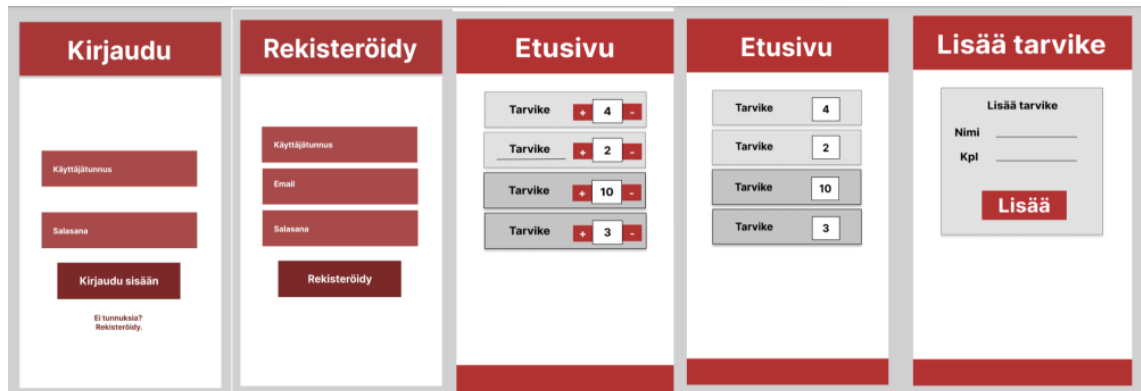 Kirjaudu
Käyttäjätunnus
Salasana
Kirjaudu sisään
Ei tunnuksia?
Rekisteröidy.
Rekisteröidy
Käyttäjätunnus
Email
Salasana
Rekisteröidy
Etusivu
Tarvike + 4 -
Tarvike + 2 -
Tarvike + 10 -
Tarvike + 3 -
Etusivu
Tarvike 4
Tarvike 2
Tarvike 10
Tarvike 3
Lisää tarvike
Lisää tarvike
Nimi
Kpl
Lisää